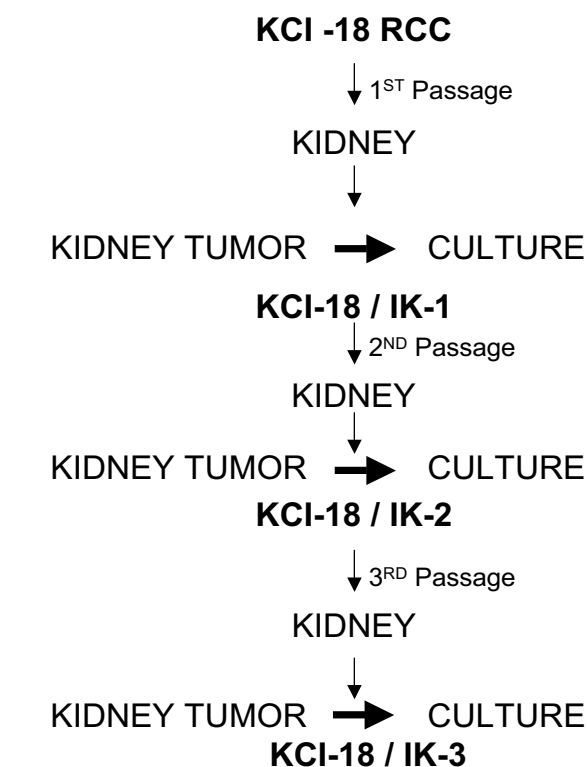 KCI -18 RCC
1ST Passage
KIDNEY
KIDNEY TUMOR CULTURE
KCI-18 / IK-1
2ND Passage
KIDNEY
KIDNEY TUMOR CULTURE
KCI-18 / IK-2
3RD Passage
KIDNEY
KIDNEY TUMOR CULTURE
KCI-18 / IK-3